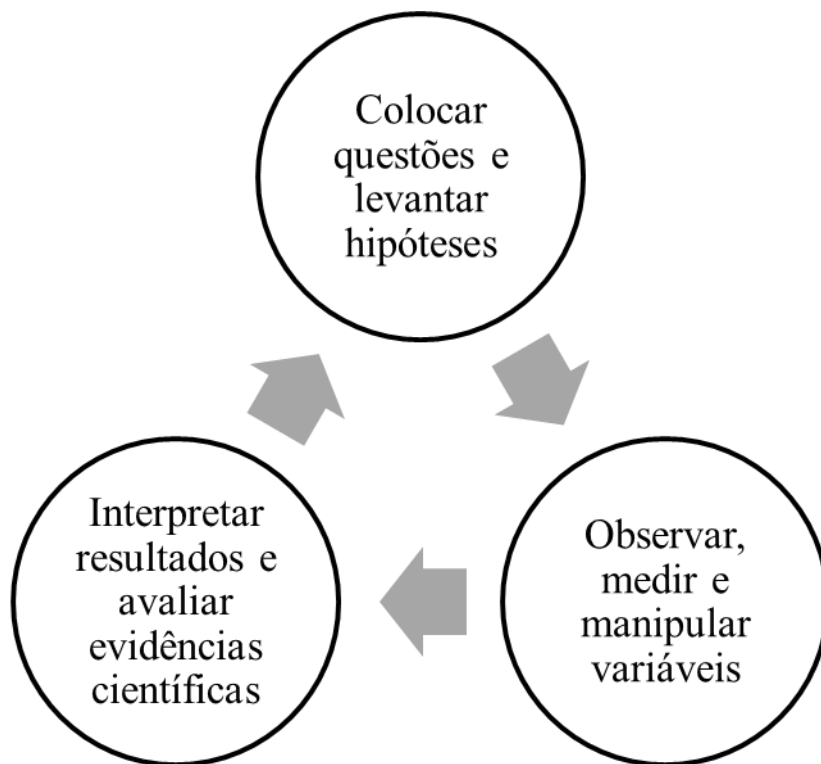 Colocar
questões e
levantar
hipóteses
Observar,
medir e
manipular
variáveis
Interpretar
resultados e
avaliar
evidências
científicas